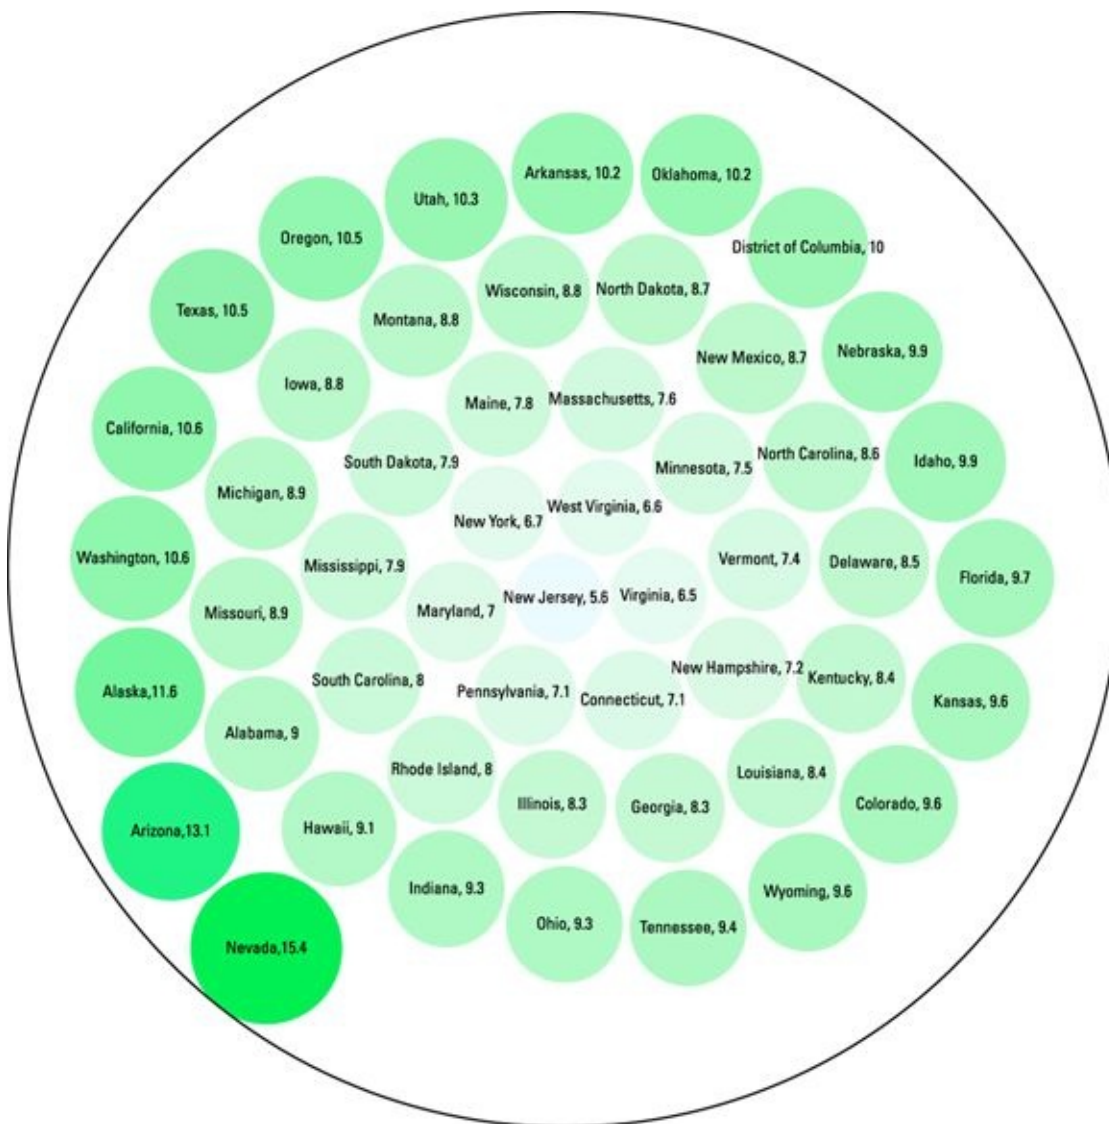 Arkansas, 10.2
Oklahoma, 10.2
Utah, 10.3
Oregon, 10.5
District of Columbia, 10
Wisconsin, 8.8
North Dakota, 8.7
Texas, 10.5
Montana, 8.8
New Mexico, 8.7
Nebraska, 9.9
Iowa, 8.8
Maine, 7.8
Massachusetts, 7.6
California, 10.6
South Dakota, 7.9
Minnesota, 7.5
North Carolina, 8.6
Idaho, 9.9
Michigan, 8.9
New York, 6.7
West Virginia, 6.6
Washington, 10.6
Mississippi, 7.9
Vermont, 7.4
Delaware, 8.5
Florida, 9.7
Missouri, 8.9
Maryland, 7
New Jersey, 5.6
Virginia, 6.5
Alaska,11.6
South Carolina, 8
Pennsylvania, 7.1
Connecticut, 7.1
New Hampshire, 7.2
Kentucky, 8.4
Kansas, 9.6
Alabama, 9
Rhode Island, 8
Louisiana, 8.4
Arizona,13.1
Hawaii, 9.1
Illinois, 8.3
Georgia, 8.3
Colorado, 9.6
Indiana, 9.3
Wyoming, 9.6
Ohio, 9.3
Tennessee, 9.4
Nevada,15.4